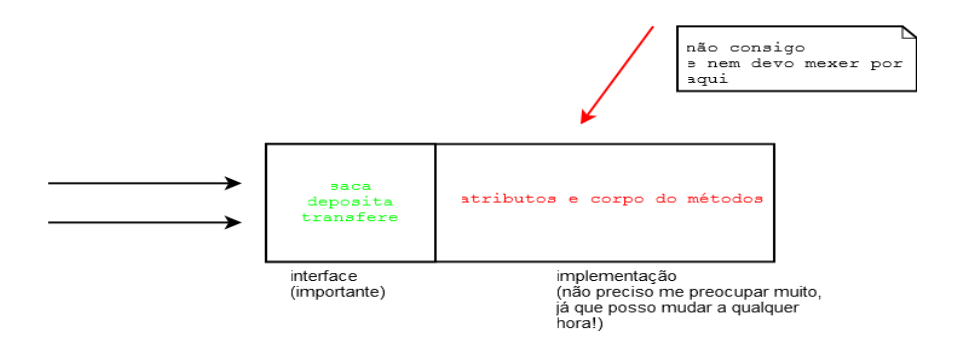 não consigo
e nem devo mexer por
aqui
saca
deposita
transfere
atributos e corpo do métodos
interface
(importante)
implementação
(não preciso me preocupar muito,
já que posso mudar a qualquer
hora!)